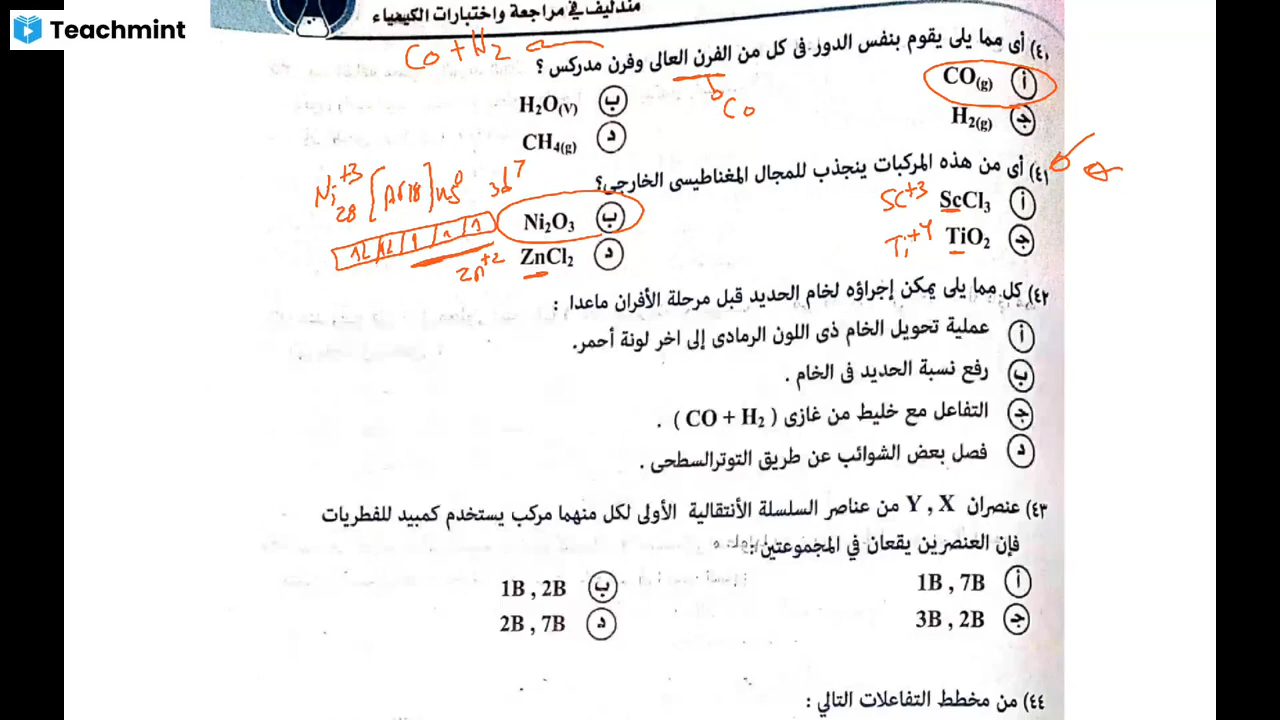 Teachmint
مندليف في مراجعة واختبارات الكيمياء
٤٠) أى مما يلى يقوم بنفس الدور فى كل من الفرن العالى وفرن مدركس ؟
CO + H2
CO
أ CO(g)
ب H2O(V)
ج H2(g)
د CH4(g)
٤١) أى من هذه المركبات ينجذب للمجال المغناطيسى الخارجى؟
Ni+3 28 [Ar18] 4s0 3d7
أ ScCl3 Sc+3
ب Ni2O3
ج TiO2 Ti+4
د ZnCl2 Zn+2
٤٢) كل مما يلى يمكن إجراؤه لخام الحديد قبل مرحلة الأفران ماعدا :
أ عملية تحويل الخام ذى اللون الرمادى إلى اخر لونة أحمر.
ب رفع نسبة الحديد فى الخام .
ج التفاعل مع خليط من غازى ( CO + H2 ) .
د فصل بعض الشوائب عن طريق التوترالسطحى .
٤٣) عنصران Y , X من عناصر السلسلة الأنتقالية الأولى لكل منهما مركب يستخدم كمبيد للفطريات
فإن العنصرين يقعان في المجموعتين:
أ 1B , 7B
ب 1B , 2B
ج 3B , 2B
د 2B , 7B
٤٤) من مخطط التفاعلات التالي :